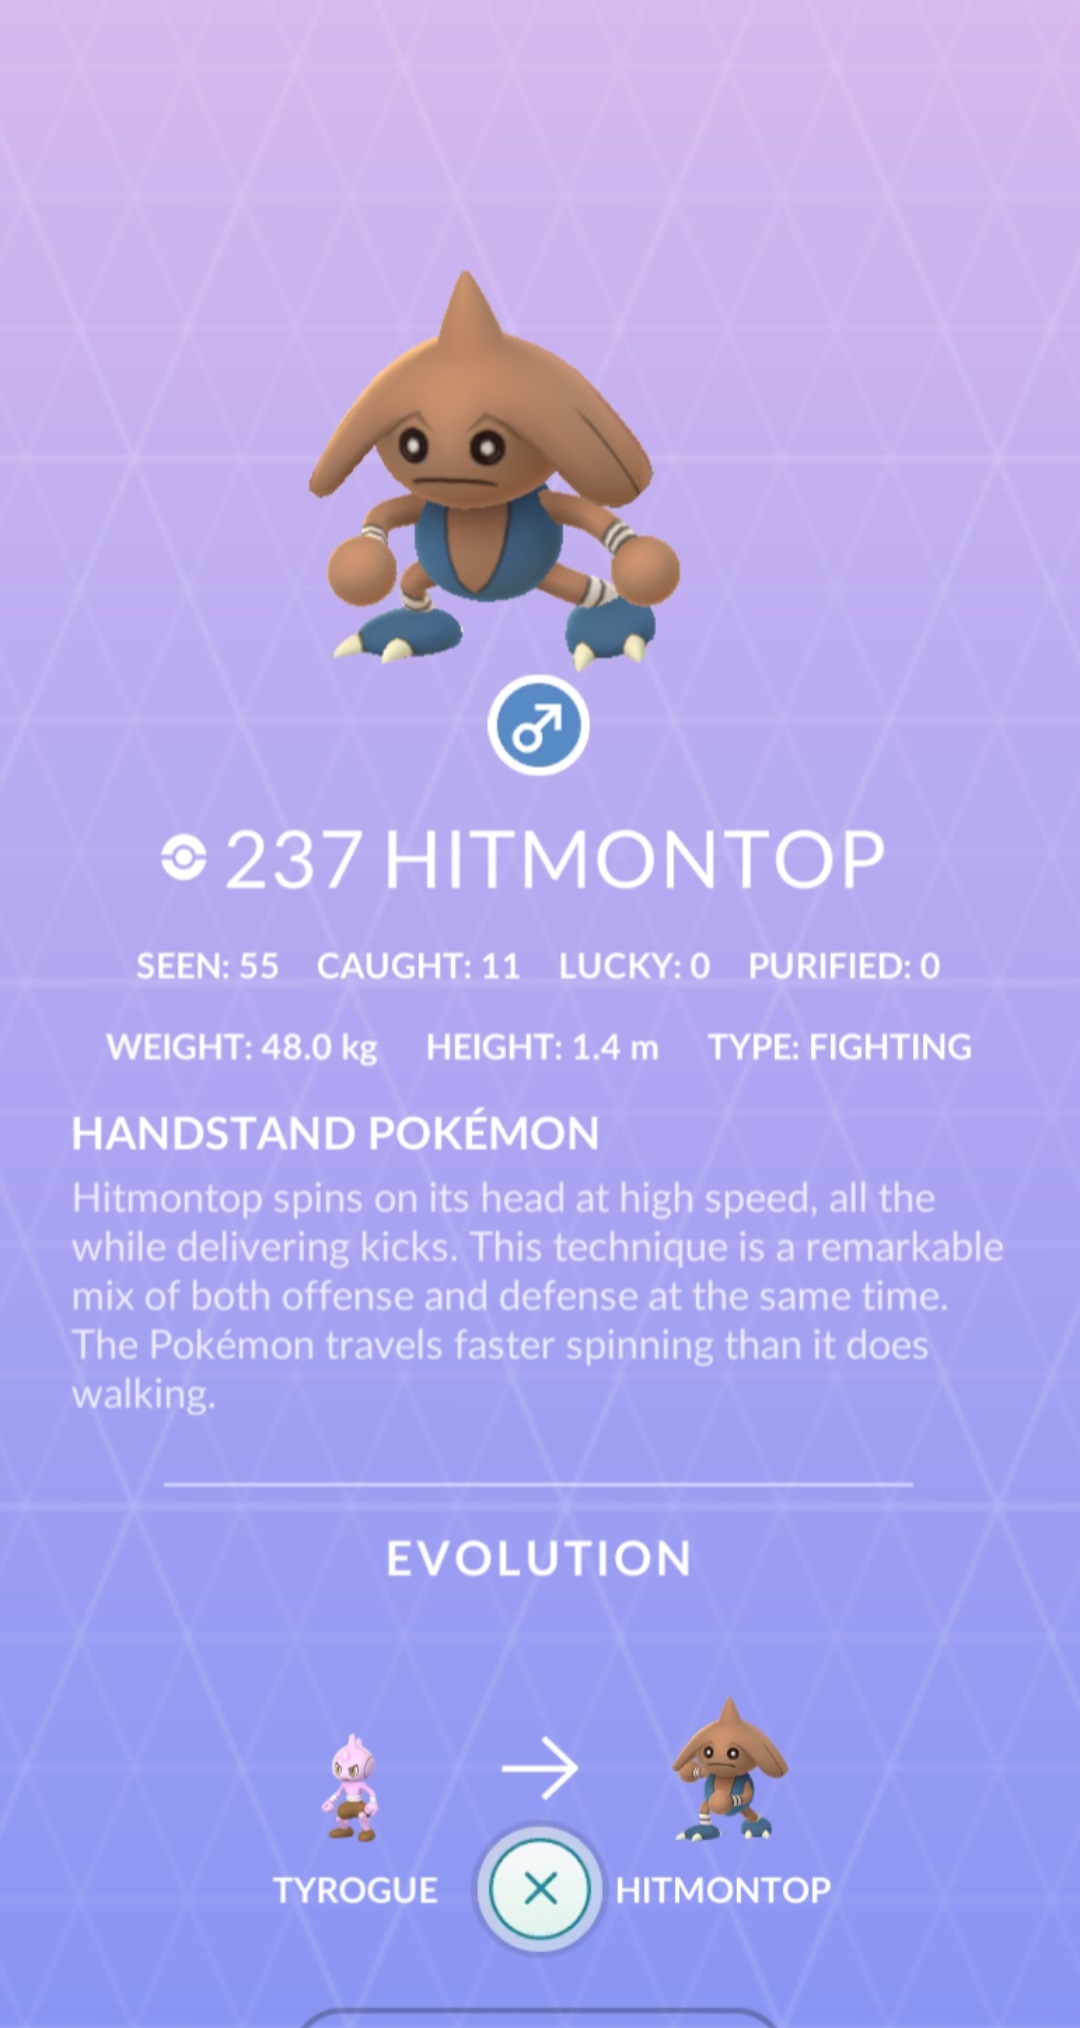 237 HITMONTOP
SEEN: 55 CAUGHT: 11 LUCKY: 0 PURIFIED: 0
WEIGHT: 48.0 kg HEIGHT: 1.4 m TYPE: FIGHTING
HANDSTAND POKÉMON
Hitmontop spins on its head at high speed, all the
while delivering kicks. This technique is a remarkable
mix of both offense and defense at the same time.
The Pokémon travels faster spinning than it does
walking.
EVOLUTION
TYROGUE HITMONTOP